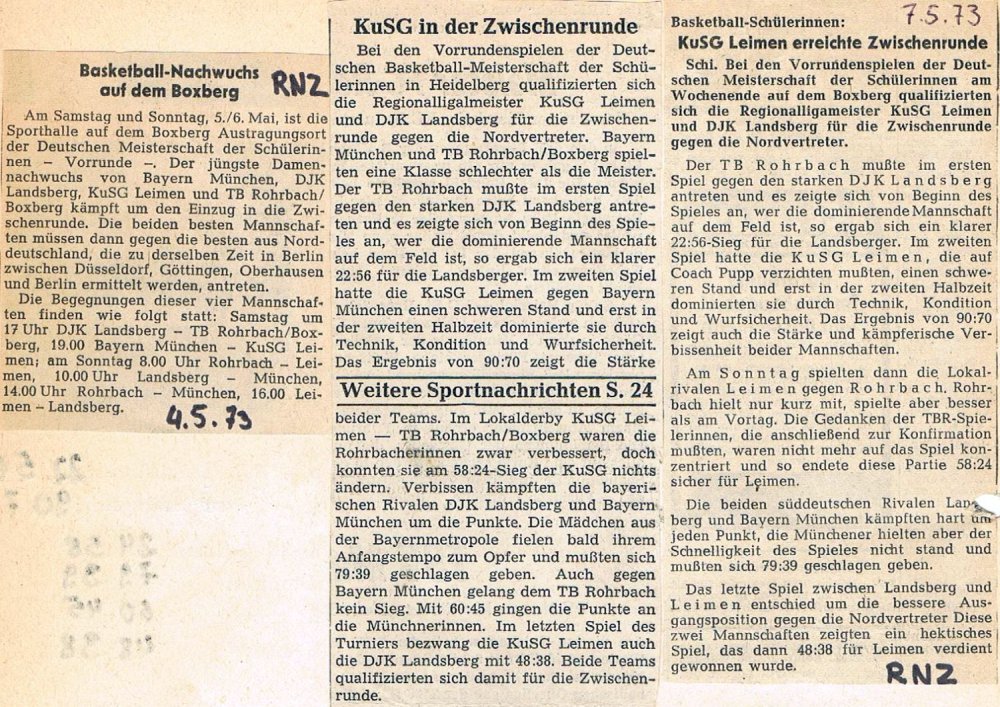 Basketball-Nachwuchs
auf dem Boxberg
RNZ
Am Samstag und Sonntag, 5./6. Mai, ist die
Sporthalle auf dem Boxberg Austragungsort
der Deutschen Meisterschaft der Schülerin-
nen – Vorrunde –. Der jüngste Damen-
nachwuchs von Bayern München, DJK
Landsberg, KuSG Leimen und TB Rohrbach/
Boxberg kämpft um den Einzug in die Zwi-
schenrunde. Die beiden besten Mannschaf-
ten müssen dann gegen die besten aus Nord-
deutschland, die zu derselben Zeit in Berlin
zwischen Düsseldorf, Göttingen, Oberhausen
und Berlin ermittelt werden, antreten.
Die Begegnungen dieser vier Mannschaf-
ten finden wie folgt statt: Samstag um
17 Uhr DJK Landsberg – TB Rohrbach/Box-
berg, 19.00 Bayern München – KuSG Lei-
men; am Sonntag 8.00 Uhr Rohrbach – Lei-
men, 10.00 Uhr Landsberg – München,
14.00 Uhr Rohrbach – München, 16.00 Lei-
men – Landsberg.
4.5.73
KuSG in der Zwischenrunde
Bei den Vorrundenspielen der Deut-
schen Basketball-Meisterschaft der Schü-
lerinnen in Heidelberg qualifizierten sich
die Regionalligalmeister KuSG Leimen
und DJK Landsberg für die Zwischen-
runde gegen die Nordvertreter. Bayern
München und TB Rohrbach/Boxberg spiel-
ten eine Klasse schlechter als die Meister.
Der TB Rohrbach mußte im ersten Spiel
gegen den starken DJK Landsberg antre-
ten und es zeigte sich von Beginn des Spie-
les an, wer die dominierende Mannschaft
auf dem Feld ist, so ergab sich ein klarer
22:56 für die Landsberger. Im zweiten Spiel
hatte die KuSG Leimen gegen Bayern
München einen schweren Stand und erst in
der zweiten Halbzeit dominierte sie durch
Technik, Kondition und Wurfsicherheit.
Das Ergebnis von 90:70 zeigt die Stärke
Weitere Sportnachrichten S. 24
beider Teams. Im Lokalderby KuSG Lei-
men — TB Rohrbach/Boxberg waren die
Rohrbacherinnen zwar verbessert, doch
konnten sie am 58:24-Sieg der KuSG nichts
ändern. Verbissen kämpften die bayeri-
schen Rivalen DJK Landsberg und Bayern
München um die Punkte. Die Mädchen aus
der Bayernmetropole fielen bald ihrem
Anfangstempo zum Opfer und mußten sich
79:39 geschlagen geben. Auch gegen
Bayern München gelang dem TB Rohrbach
kein Sieg. Mit 60:45 gingen die Punkte an
die Münchnerinnen. Im letzten Spiel des
Turniers bezwang die KuSG Leimen auch
die DJK Landsberg mit 48:38. Beide Teams
qualifizierten sich damit für die Zwischen-
runde.
7.5.73
Basketball-Schülerinnen:
KuSG Leimen erreichte Zwischenrunde
Schi. Bei den Vorrundenspielen der Deut-
schen Meisterschaft der Schülerinnen am
Wochenende auf dem Boxberg qualifizierten
sich die Regionalligameister KuSG Leimen
und DJK Landsberg für die Zwischenrunde
gegen die Nordvertreter.
Der TB Rohrbach mußte im ersten
Spiel gegen den starken DJK Landsberg
antreten und es zeigte sich von Beginn des
Spieles an, wer die dominierende Mannschaft
auf dem Feld ist, so ergab sich ein klarer
22:56-Sieg für die Landsberger. Im zweiten
Spiel hatte die KuSG Leimen, die auf
Coach Pupp verzichten mußten, einen schwe-
ren Stand und erst in der zweiten Halbzeit
dominierten sie durch Technik, Kondition
und Wurfsicherheit. Das Ergebnis von 90:70
zeigt auch die Stärke und kämpferische Ver-
bissenheit beider Mannschaften.
Am Sonntag spielten dann die Lokal-
rivalen Leimen gegen Rohrbach. Rohr-
bach hielt nur kurz mit, spielte aber besser
als am Vortag. Die Gedanken der TBR-Spie-
lerinnen, die anschließend zur Konfirmation
mußten, waren nicht mehr auf das Spiel kon-
zentriert und so endete diese Partie 58:24
sicher für Leimen.
Die beiden süddeutschen Rivalen
berg und Bayern München kämpften hart um
jeden Punkt, die Münchener hielten aber der
Schnelligkeit des Spieles nicht stand und
mußten sich 79:39 geschlagen geben.
Das letzte Spiel zwischen Landsberg und
Leimen entschied um die bessere Aus-
gangsposition gegen die Nordvertreter Diese
zwei Mannschaften zeigten ein hektisches
Spiel, das dann 48:38 für Leimen verdient
gewonnen wurde.
RNZ